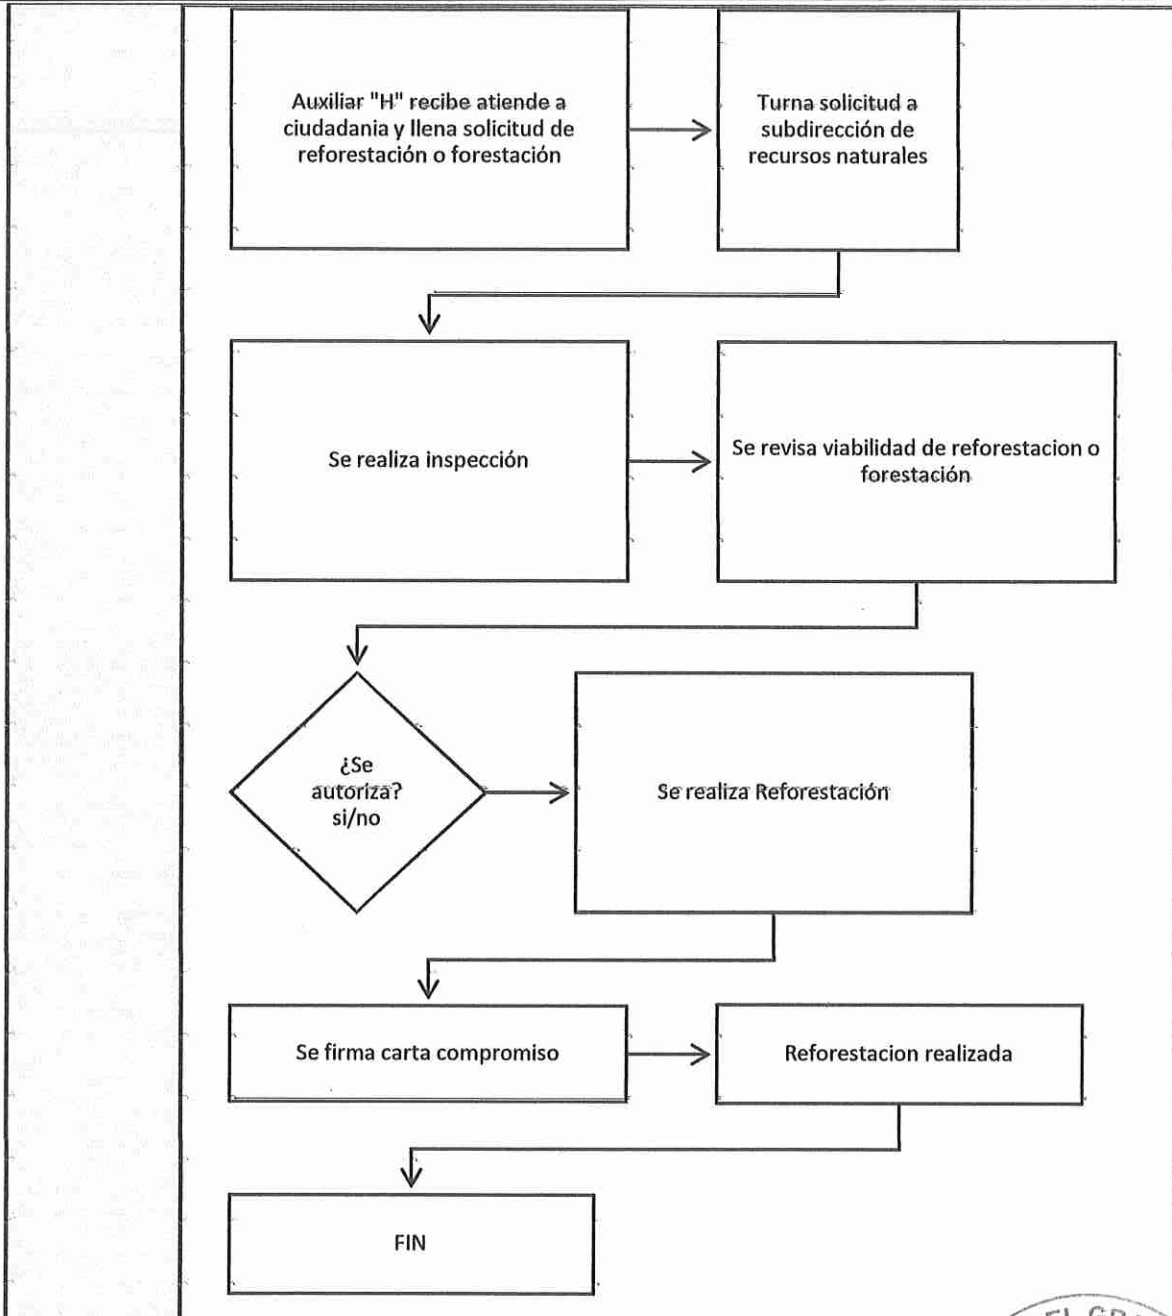 Auxiliar "H" recibe atiende a
ciudadania y llena solicitud de
reforestación o forestación
Turna solicitud a
subdirección de
recursos naturales
Se realiza inspección
Se revisa viabilidad de reforestacion o
forestación
¿Se
autoriza?
si/no
Se realiza Reforestación
Se firma carta compromiso
Reforestacion realizada
FIN